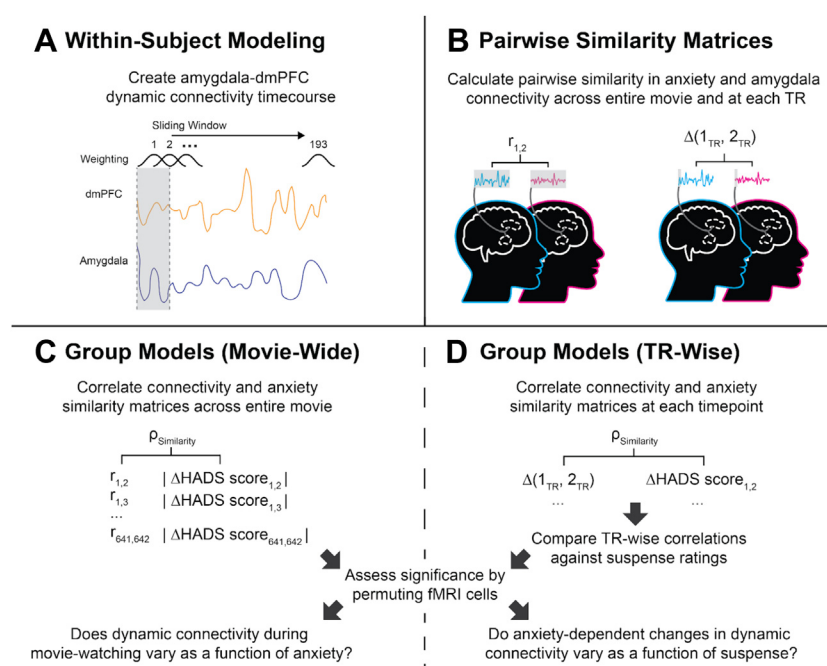 A Within-Subject Modeling
Create amygdala-dmPFC
dynamic connectivity timecourse
Sliding Window
1 2 ••• 193
Weighting
dmPFC
Amygdala
B Pairwise Similarity Matrices
Calculate pairwise similarity in anxiety and amygdala
connectivity across entire movie and at each TR
r1,2
Δ(1TR, 2TR)
C Group Models (Movie-Wide)
Correlate connectivity and anxiety
similarity matrices across entire movie
ρSimilarity
r1,2 | ΔHADS score1,2|
r1,3 | ΔHADS score1,3|
...
r641,642 | ΔHADS score641,642|
D Group Models (TR-Wise)
Correlate connectivity and anxiety
similarity matrices at each timepoint
ρSimilarity
Δ(1TR, 2TR) ΔHADS score1,2
... ...
Compare TR-wise correlations
against suspense ratings
Assess significance by
permuting fMRI cells
Does dynamic connectivity during
movie-watching vary as a function of anxiety?
Do anxiety-dependent changes in dynamic
connectivity vary as a function of suspense?